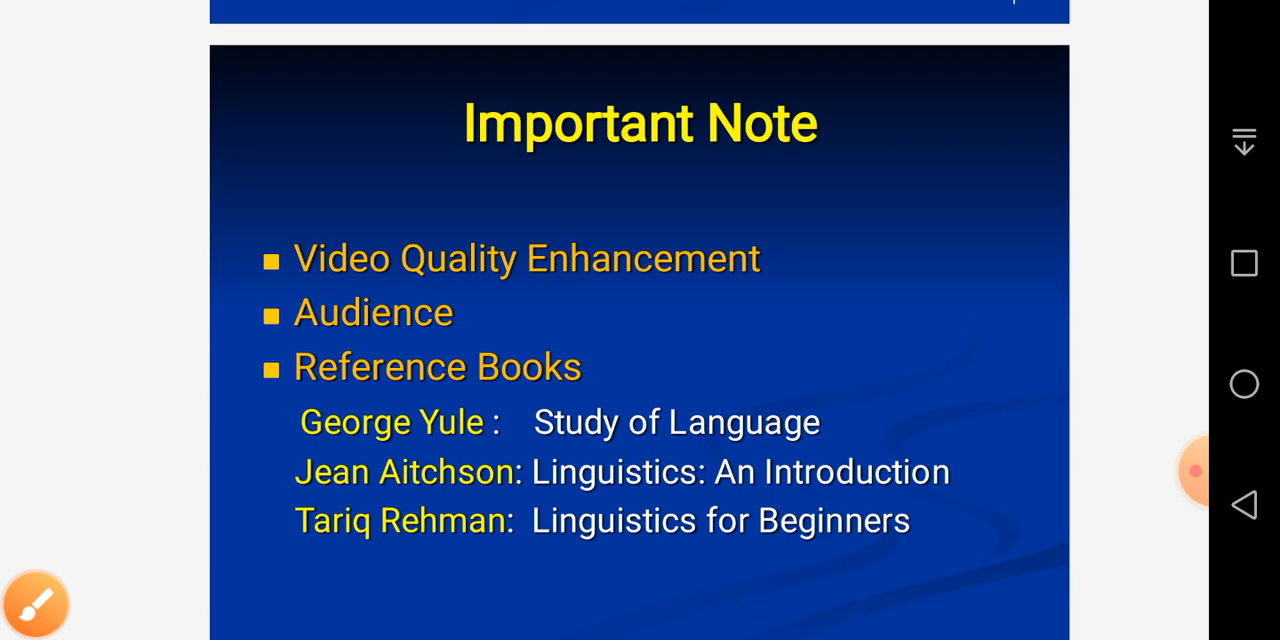 Important Note
Video Quality Enhancement
Audience
Reference Books
George Yule : Study of Language
Jean Aitchson: Linguistics: An Introduction
Tariq Rehman: Linguistics for Beginners